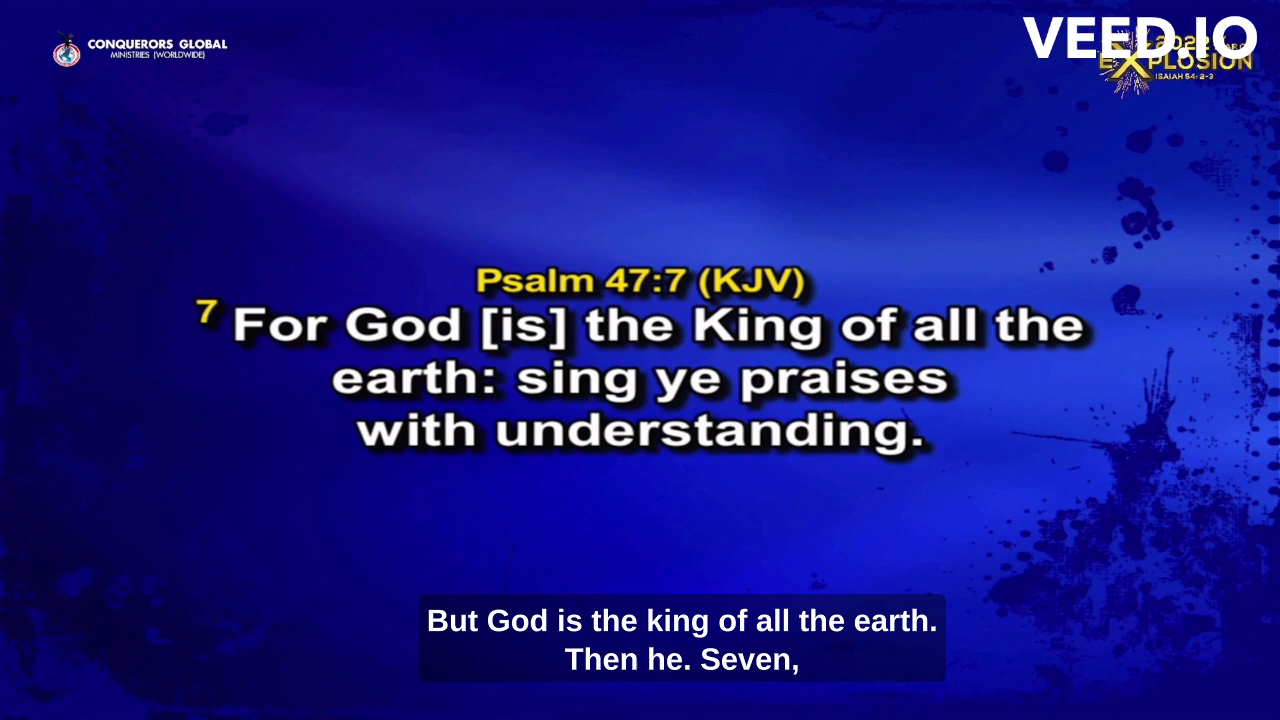 CONQUERORS GLOBAL
MINISTRIES (WORLDWIDE)
VEED.IO
2022
EXPLOSION
ISAIAH 54:2-3
Psalm 47:7 (KJV)
7 For God [is] the King of all the
earth: sing ye praises
with understanding.
But God is the king of all the earth.
Then he. Seven,